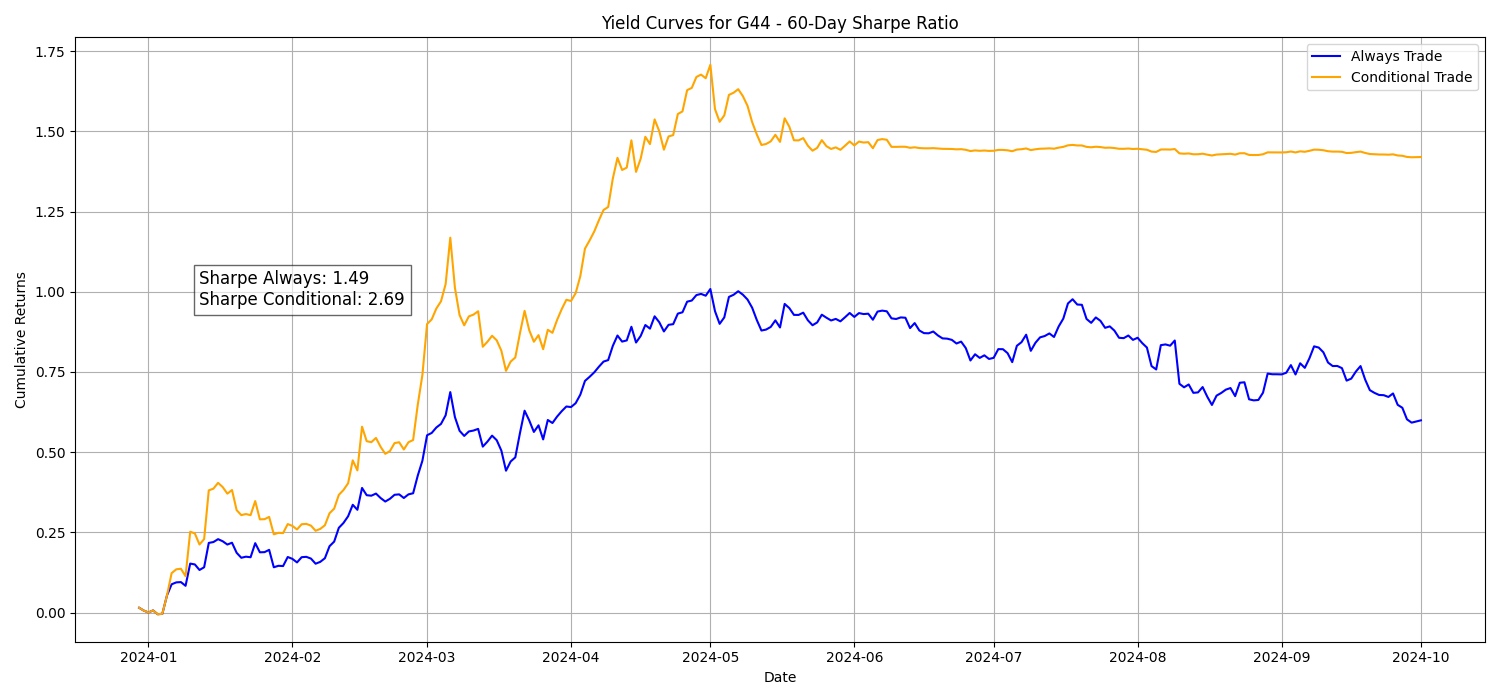 Yield Curves for G44 - 60-Day Sharpe Ratio
Always Trade
Conditional Trade
Sharpe Always: 1.49
Sharpe Conditional: 2.69
Cumulative Returns
1.75
1.50
1.25
1.00
0.75
0.50
0.25
0.00
2024-01
2024-02
2024-03
2024-04
2024-05
2024-06
2024-07
2024-08
2024-09
2024-10
Date